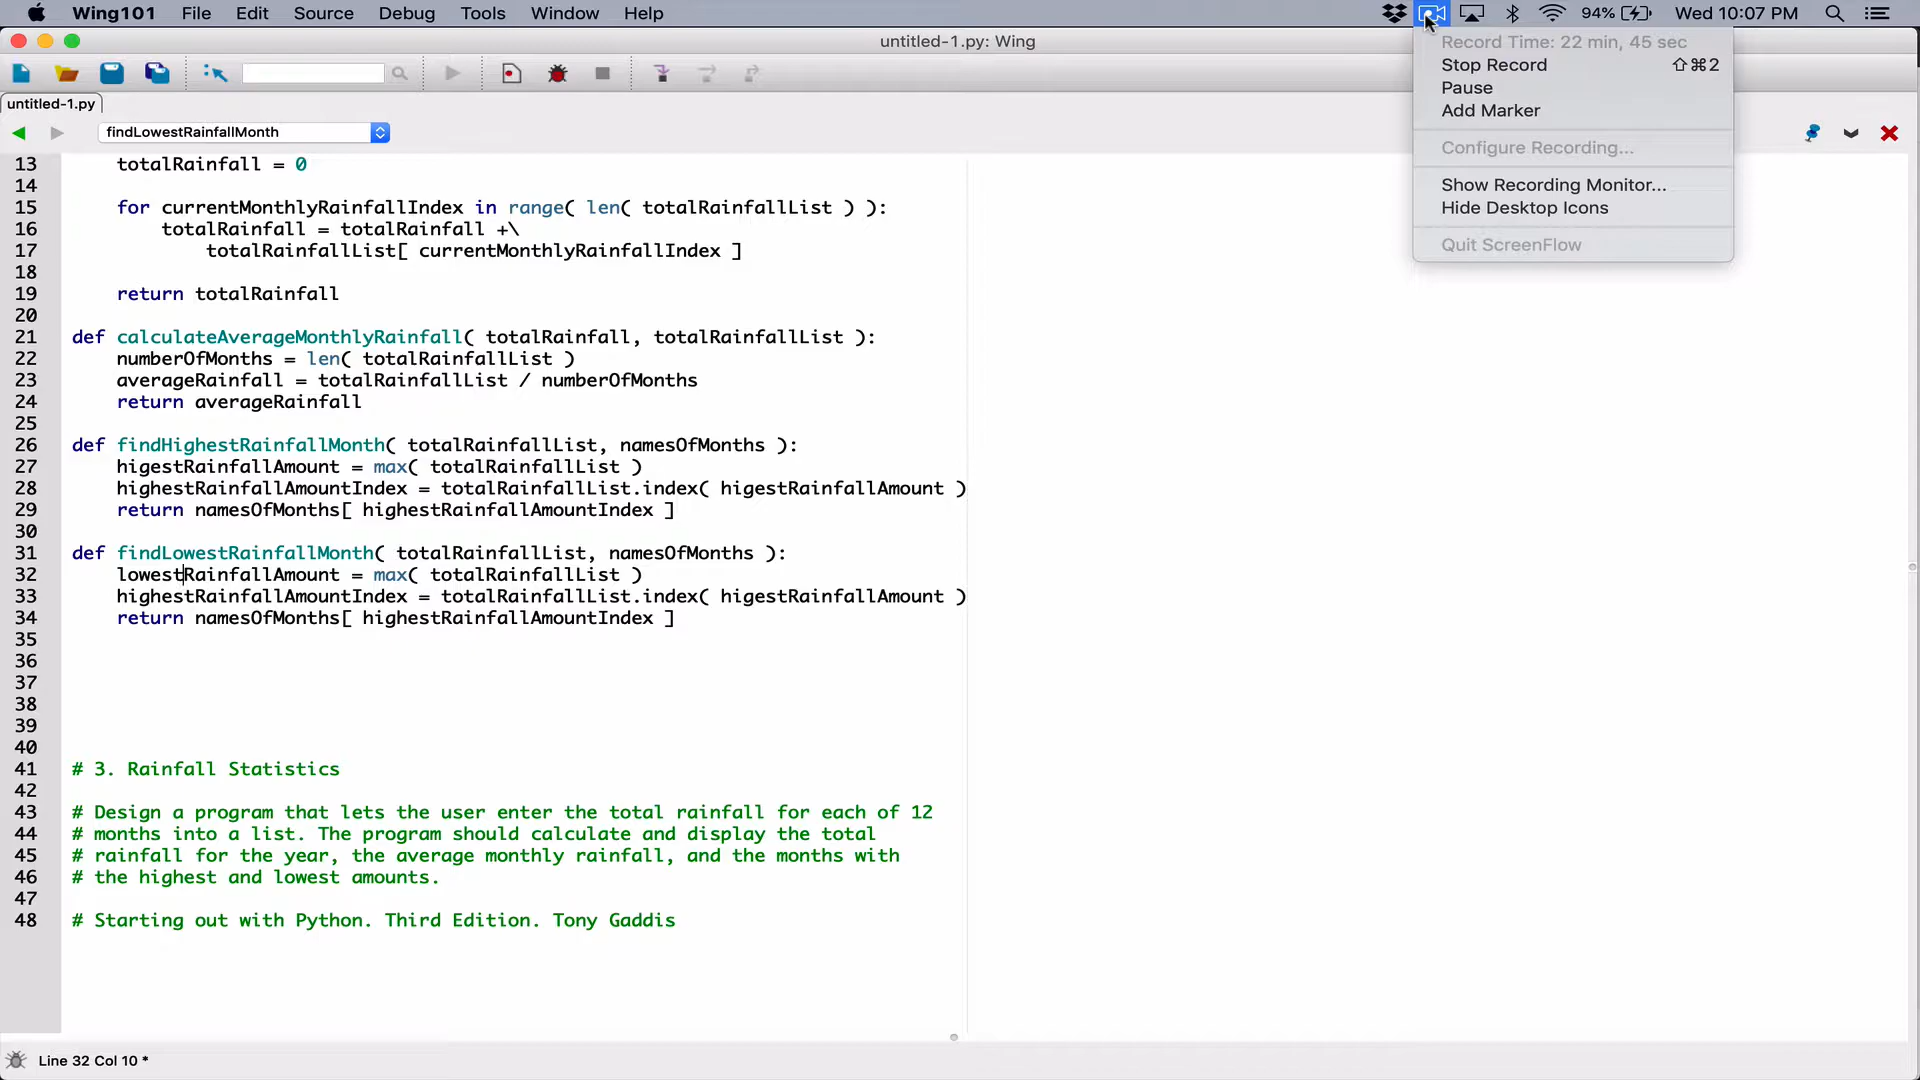 Wing101 File Edit Source Debug Tools Window Help 94% Wed 10:07 PM
untitled-1.py: Wing
Record Time: 22 min, 45 sec
Stop Record ⇧⌘2
Pause
Add Marker
Configure Recording...
Show Recording Monitor...
Hide Desktop Icons
Quit ScreenFlow
untitled-1.py
findLowestRainfallMonth
13 totalRainfall = 0
14
15 for currentMonthlyRainfallIndex in range( len( totalRainfallList ) ):
16 totalRainfall = totalRainfall +\
17 totalRainfallList[ currentMonthlyRainfallIndex ]
18
19 return totalRainfall
20
21 def calculateAverageMonthlyRainfall( totalRainfall, totalRainfallList ):
22 numberOfMonths = len( totalRainfallList )
23 averageRainfall = totalRainfallList / numberOfMonths
24 return averageRainfall
25
26 def findHighestRainfallMonth( totalRainfallList, namesOfMonths ):
27 higestRainfallAmount = max( totalRainfallList )
28 highestRainfallAmountIndex = totalRainfallList.index( higestRainfallAmount )
29 return namesOfMonths[ highestRainfallAmountIndex ]
30
31 def findLowestRainfallMonth( totalRainfallList, namesOfMonths ):
32 lowestRainfallAmount = max( totalRainfallList )
33 highestRainfallAmountIndex = totalRainfallList.index( higestRainfallAmount )
34 return namesOfMonths[ highestRainfallAmountIndex ]
35
36
37
38
39
40
41 # 3. Rainfall Statistics
42
43 # Design a program that lets the user enter the total rainfall for each of 12
44 # months into a list. The program should calculate and display the total
45 # rainfall for the year, the average monthly rainfall, and the months with
46 # the highest and lowest amounts.
47
48 # Starting out with Python. Third Edition. Tony Gaddis
Line 32 Col 10 *